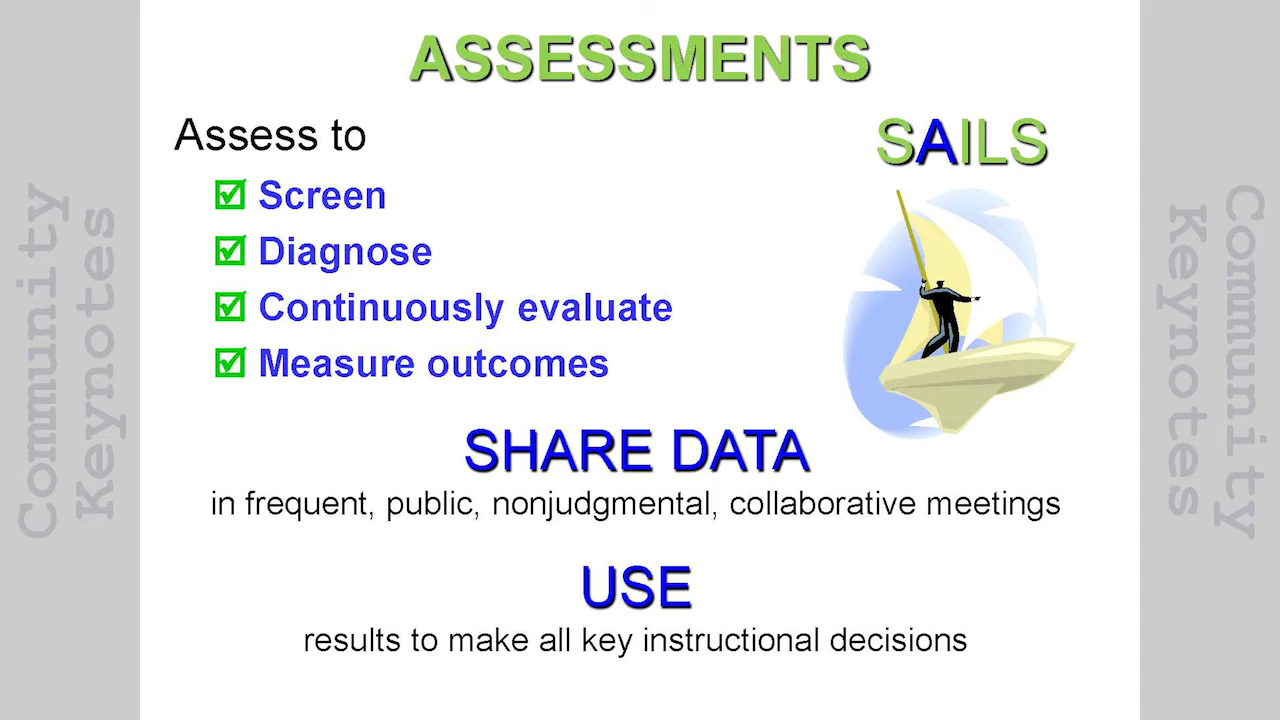 ASSESSMENTS
Assess to
SAILS
Screen
Diagnose
Continuously evaluate
Measure outcomes
SHARE DATA
in frequent, public, nonjudgmental, collaborative meetings
USE
results to make all key instructional decisions
Community
Keynotes
Community
Keynotes